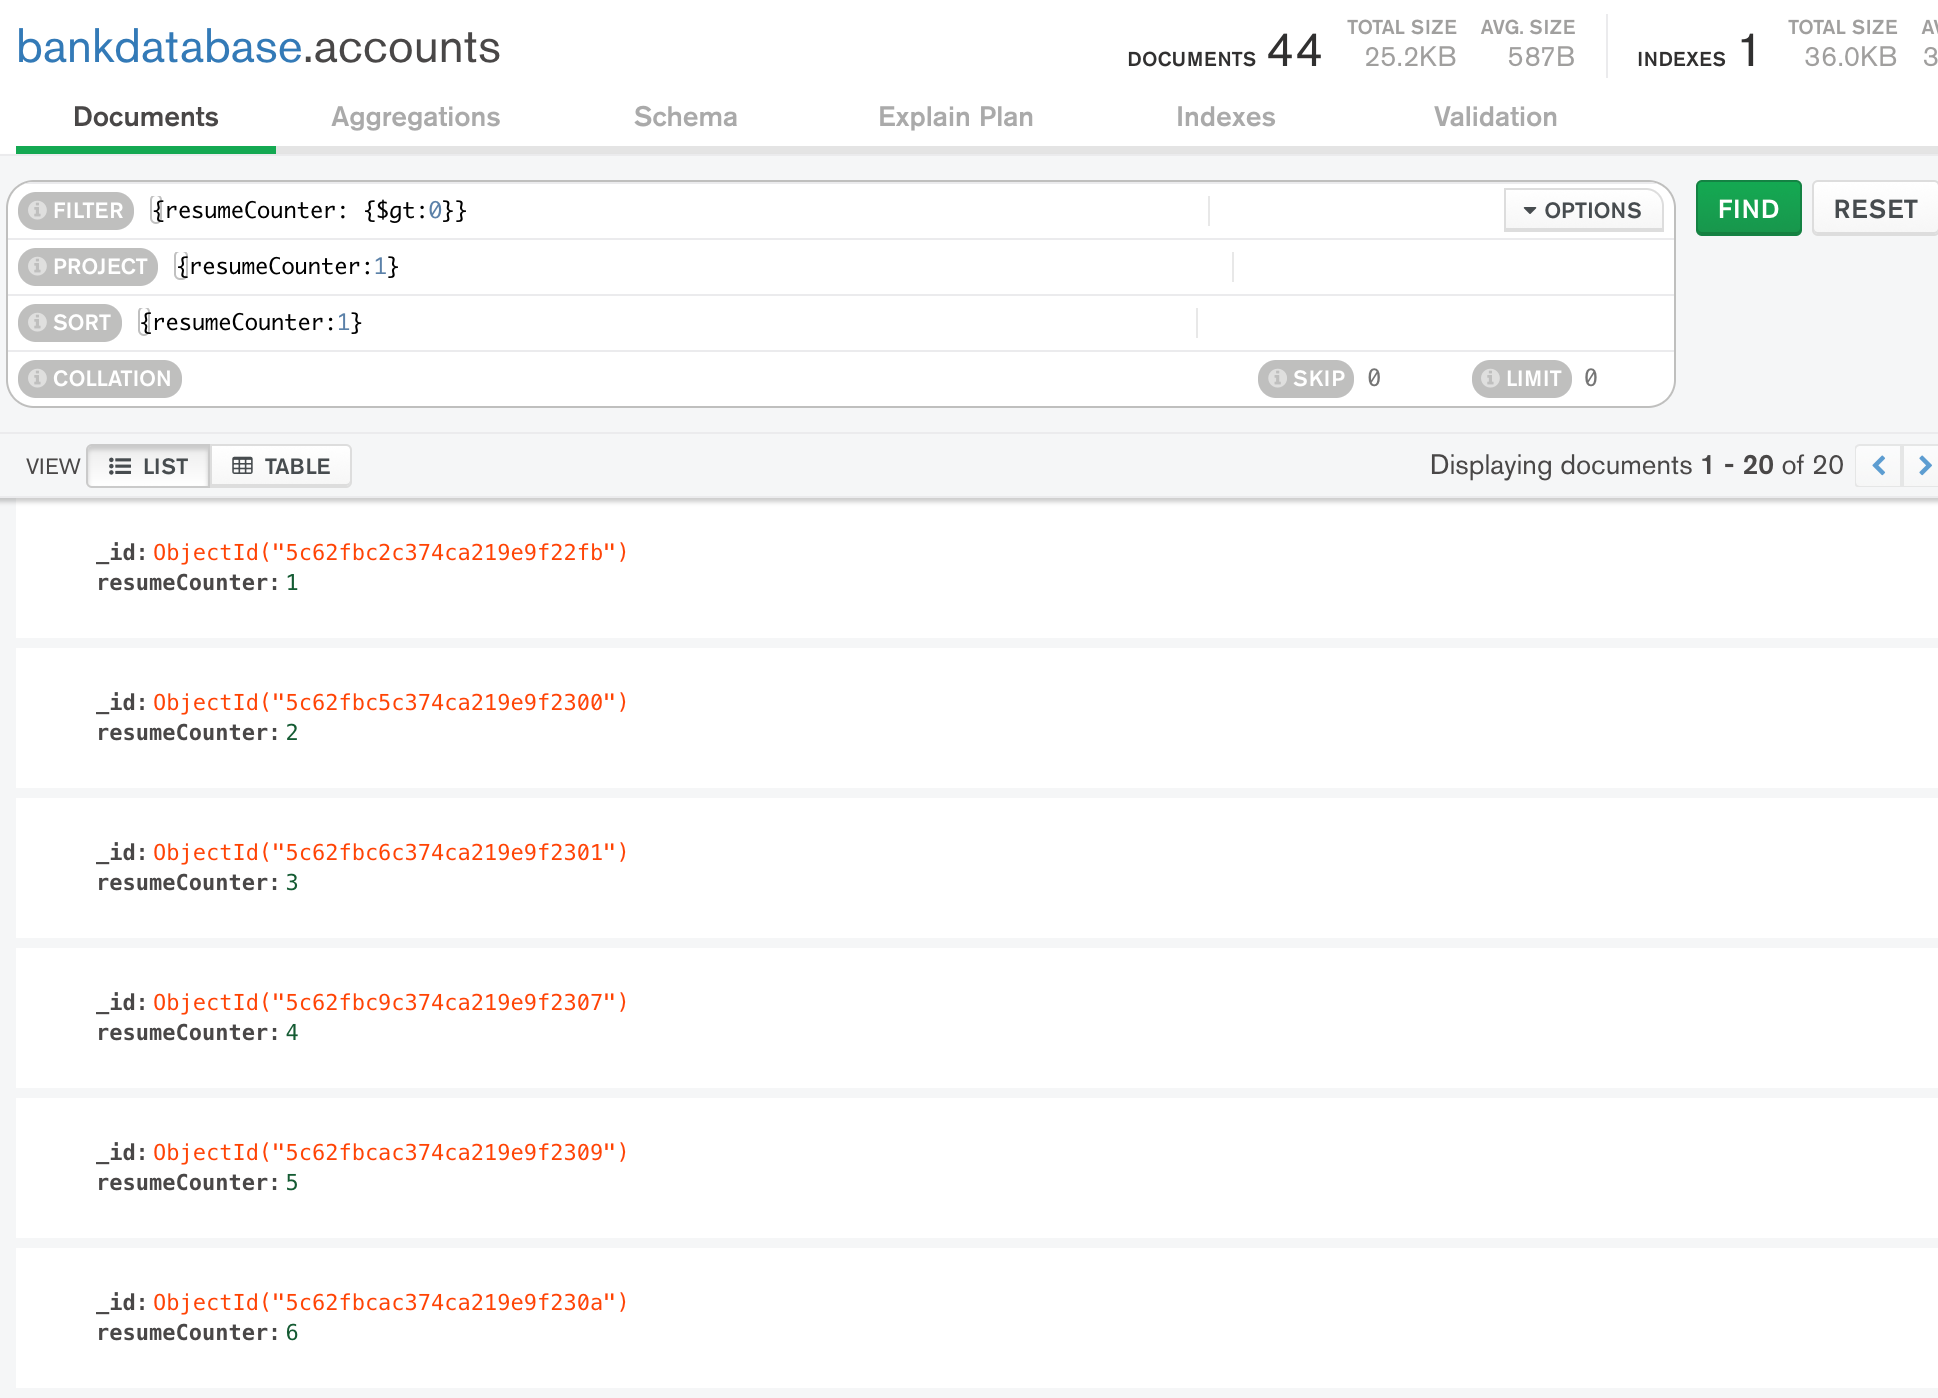 bankdatabase.accounts
DOCUMENTS 44 TOTAL SIZE 25.2KB AVG. SIZE 587B INDEXES 1 TOTAL SIZE 36.0KB
Documents Aggregations Schema Explain Plan Indexes Validation
FILTER {resumeCounter: {$gt:0}} OPTIONS FIND RESET
PROJECT {resumeCounter:1}
SORT {resumeCounter:1}
COLLATION SKIP 0 LIMIT 0
VIEW LIST TABLE Displaying documents 1 - 20 of 20
_id: ObjectId("5c62fbc2c374ca219e9f22fb")
resumeCounter: 1
_id: ObjectId("5c62fbc5c374ca219e9f2300")
resumeCounter: 2
_id: ObjectId("5c62fbc6c374ca219e9f2301")
resumeCounter: 3
_id: ObjectId("5c62fbc9c374ca219e9f2307")
resumeCounter: 4
_id: ObjectId("5c62fbcac374ca219e9f2309")
resumeCounter: 5
_id: ObjectId("5c62fbcac374ca219e9f230a")
resumeCounter: 6